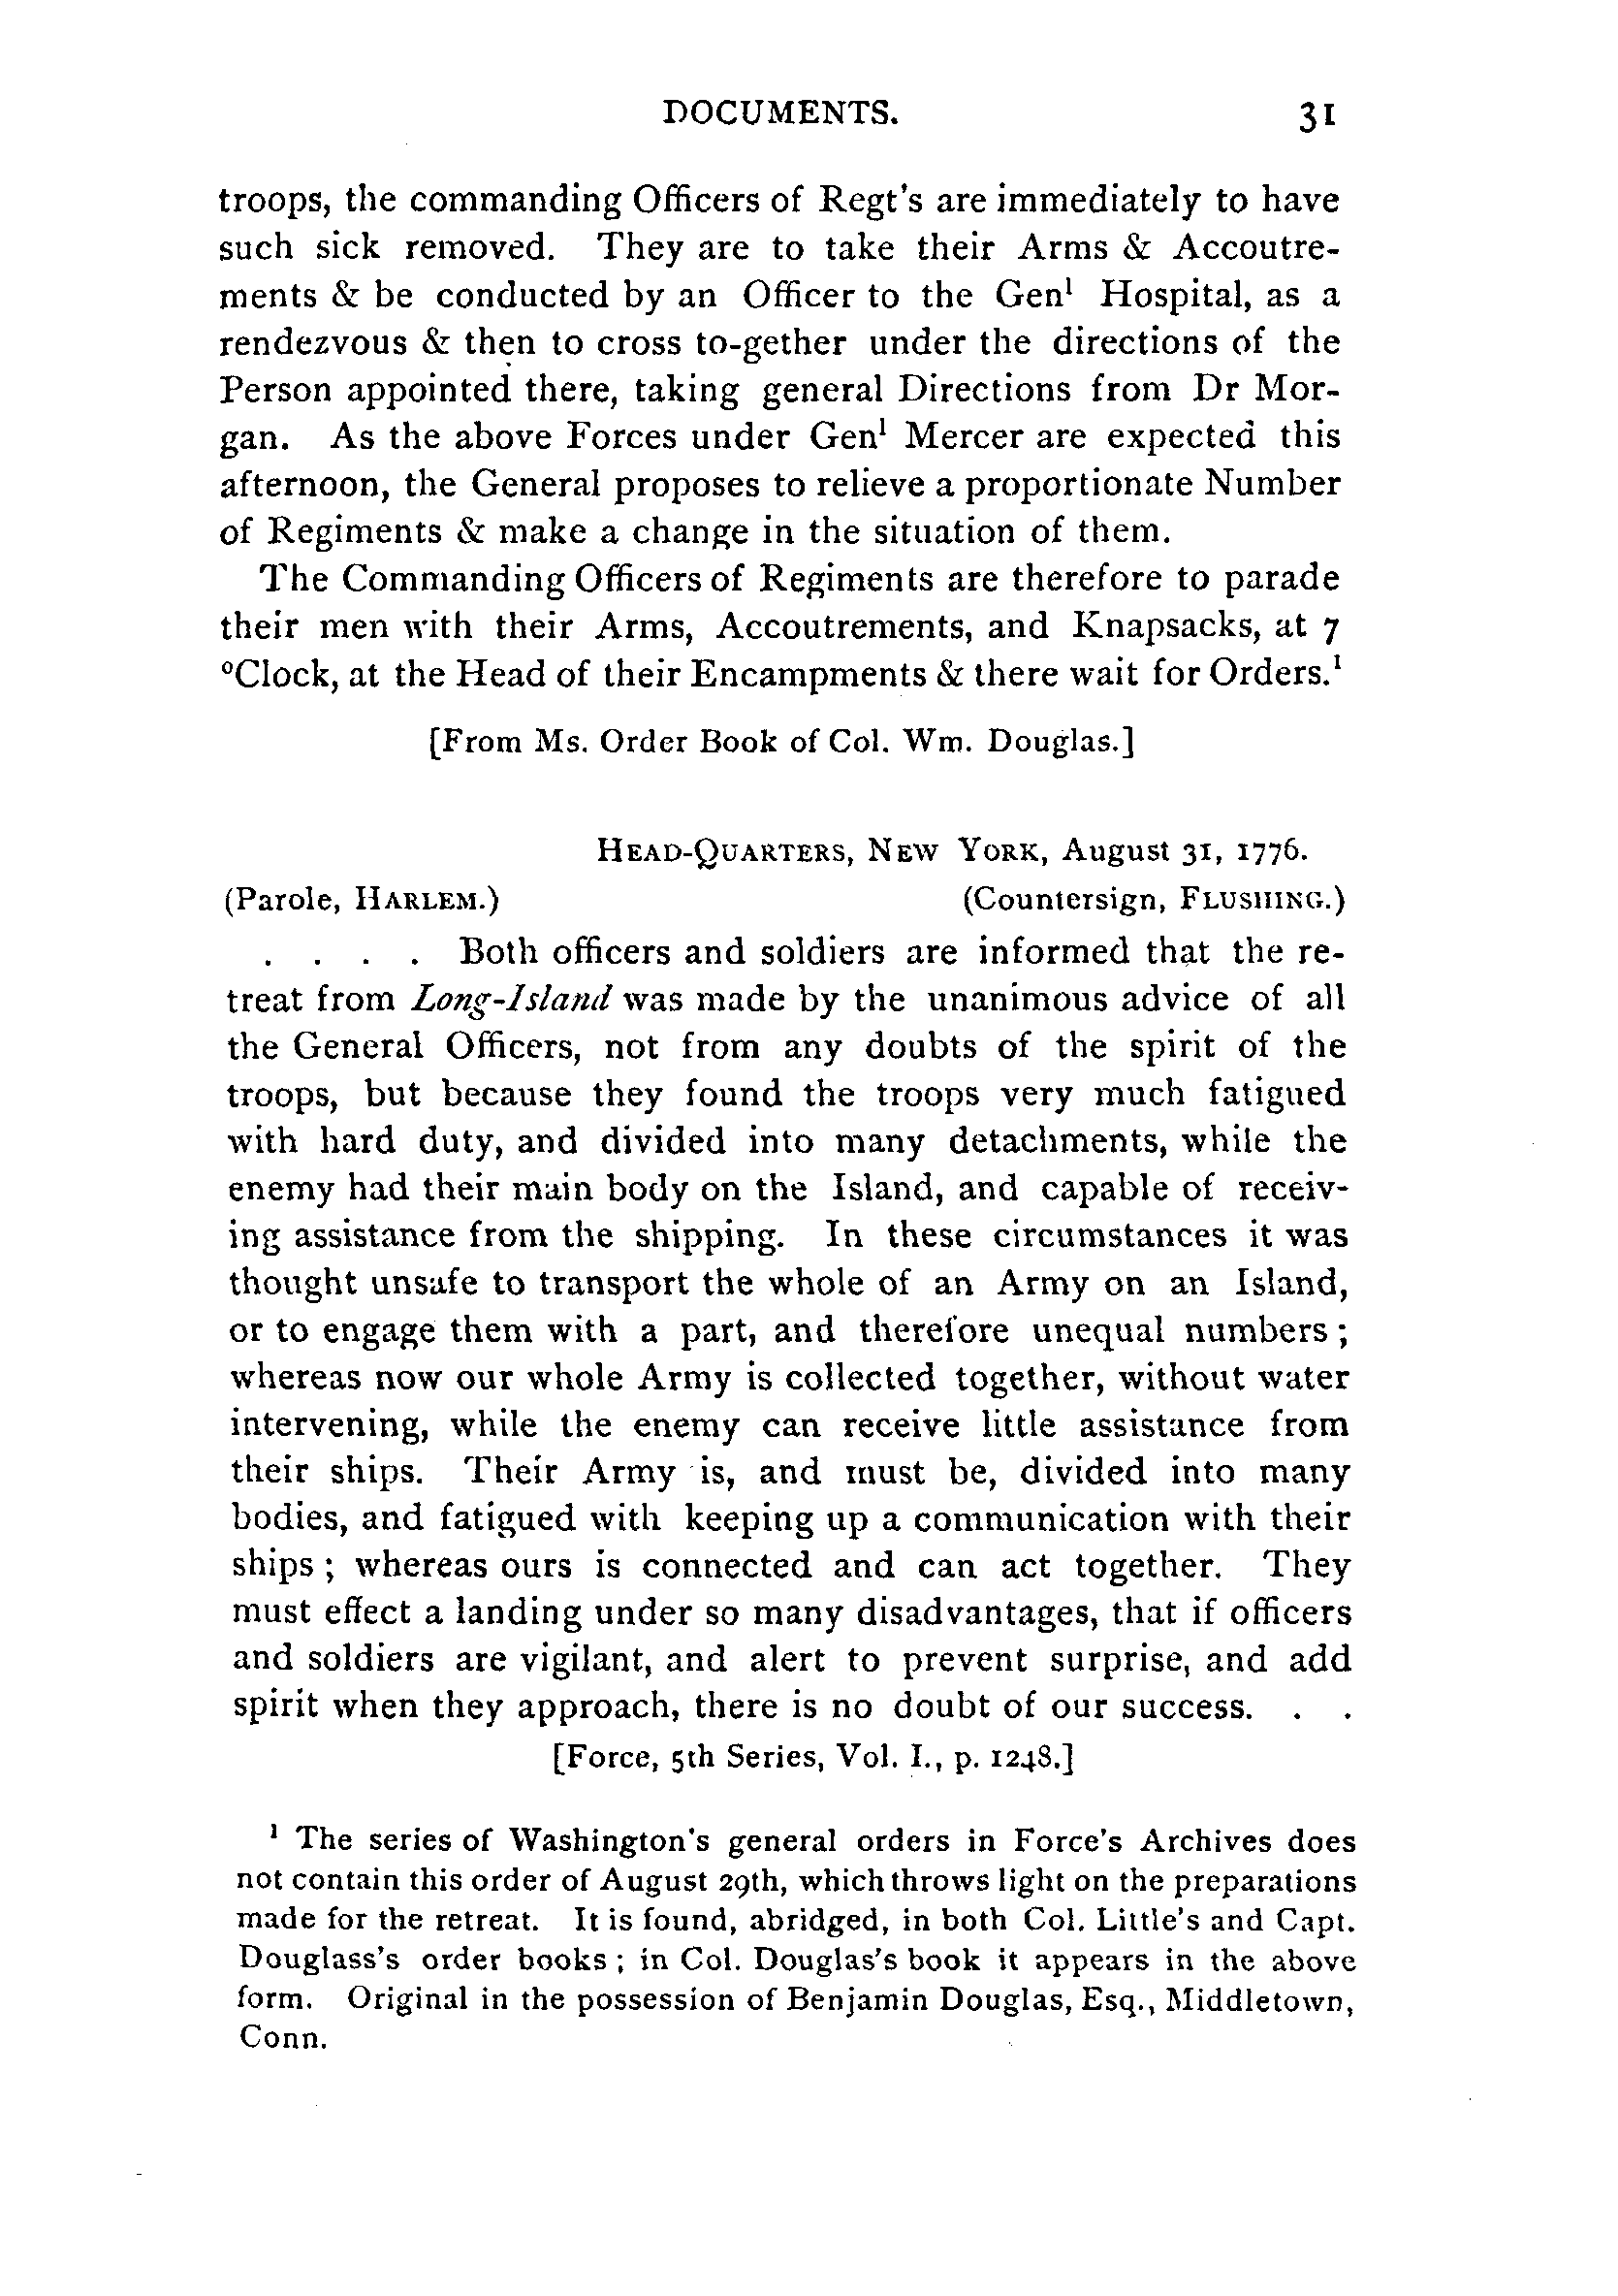 DOCUMENTS. 31
troops, the commanding Officers of Regt's are immediately to have
such sick removed. They are to take their Arms & Accoutre-
ments & be conducted by an Officer to the Genˡ Hospital, as a
rendezvous & then to cross to-gether under the directions of the
Person appointed there, taking general Directions from Dr Mor-
gan. As the above Forces under Genˡ Mercer are expected this
afternoon, the General proposes to relieve a proportionate Number
of Regiments & make a change in the situation of them.
The Commanding Officers of Regiments are therefore to parade
their men with their Arms, Accoutrements, and Knapsacks, at 7
ºClock, at the Head of their Encampments & there wait for Orders.¹
[From Ms. Order Book of Col. Wm. Douglas.]
HEAD-QUARTERS, NEW YORK, August 31, 1776.
(Parole, HARLEM.) (Countersign, FLUSHING.)
. . . . Both officers and soldiers are informed that the re-
treat from Long-Island was made by the unanimous advice of all
the General Officers, not from any doubts of the spirit of the
troops, but because they found the troops very much fatigued
with hard duty, and divided into many detachments, while the
enemy had their main body on the Island, and capable of receiv-
ing assistance from the shipping. In these circumstances it was
thought unsafe to transport the whole of an Army on an Island,
or to engage them with a part, and therefore unequal numbers ;
whereas now our whole Army is collected together, without water
intervening, while the enemy can receive little assistance from
their ships. Their Army is, and must be, divided into many
bodies, and fatigued with keeping up a communication with their
ships ; whereas ours is connected and can act together. They
must effect a landing under so many disadvantages, that if officers
and soldiers are vigilant, and alert to prevent surprise, and add
spirit when they approach, there is no doubt of our success. . .
[Force, 5th Series, Vol. I., p. 1248.]
¹ The series of Washington's general orders in Force's Archives does
not contain this order of August 29th, which throws light on the preparations
made for the retreat. It is found, abridged, in both Col. Little's and Capt.
Douglass's order books ; in Col. Douglas's book it appears in the above
form. Original in the possession of Benjamin Douglas, Esq., Middletown,
Conn.